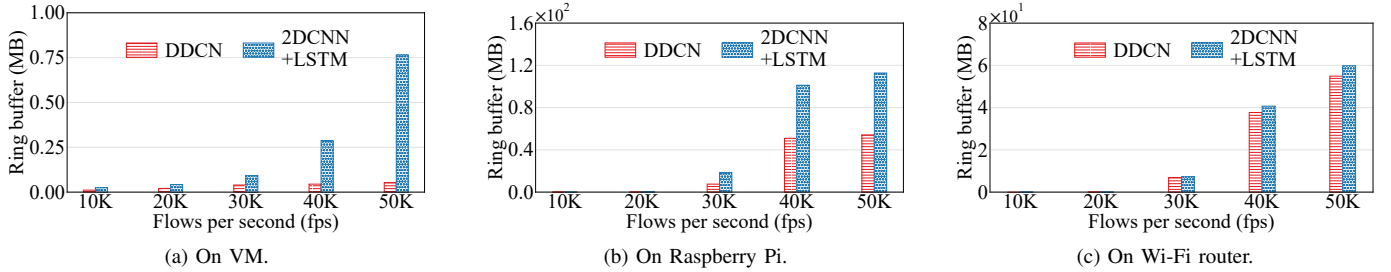 1.00
0.75
0.50
0.25
0.00
Ring buffer (MB)
DDCN
2DCNN
+LSTM
10K 20K 30K 40K 50K
Flows per second (fps)
(a) On VM.
×10²
1.6
1.2
0.8
0.4
0.0
Ring buffer (MB)
DDCN
2DCNN
+LSTM
10K 20K 30K 40K 50K
Flows per second (fps)
(b) On Raspberry Pi.
×10¹
8
6
4
2
0
Ring buffer (MB)
DDCN
2DCNN
+LSTM
10K 20K 30K 40K 50K
Flows per second (fps)
(c) On Wi-Fi router.